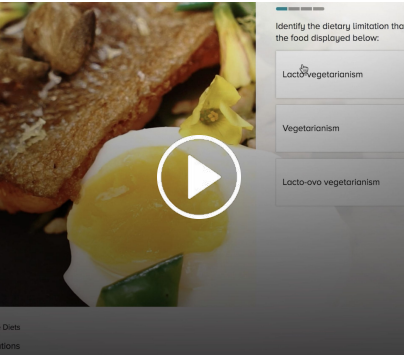 Identify the dietary limitation tha
the food displayed below:
Lacto vegetarianism
Vegetarianism
Lacto-ovo vegetarianism
Diets
tions